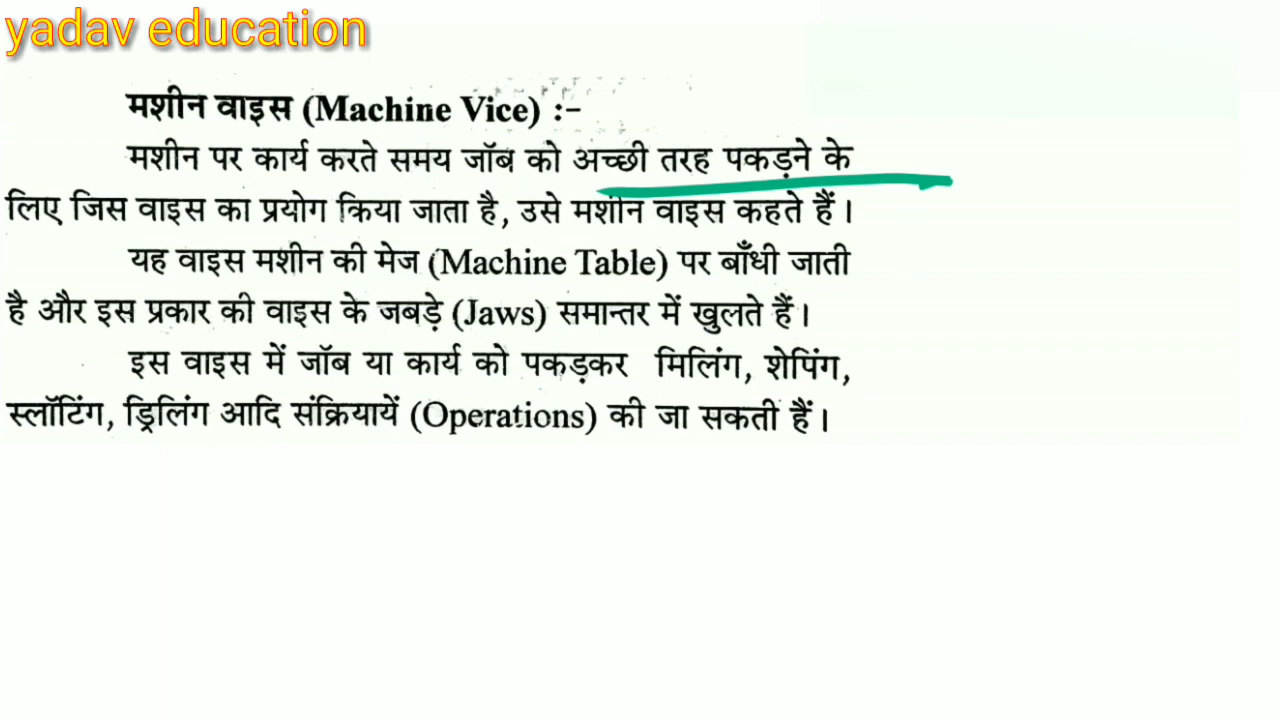 yadav education
मशीन वाइस (Machine Vice) :-
मशीन पर कार्य करते समय जॉब को अच्छी तरह पकड़ने के
लिए जिस वाइस का प्रयोग किया जाता है, उसे मशीन वाइस कहते हैं।
यह वाइस मशीन की मेज (Machine Table) पर बाँधी जाती
है और इस प्रकार की वाइस के जबड़े (Jaws) समान्तर में खुलते हैं।
इस वाइस में जॉब या कार्य को पकड़कर मिलिंग, शेपिंग,
स्लॉटिंग, ड्रिलिंग आदि संक्रियायें (Operations) की जा सकती हैं।